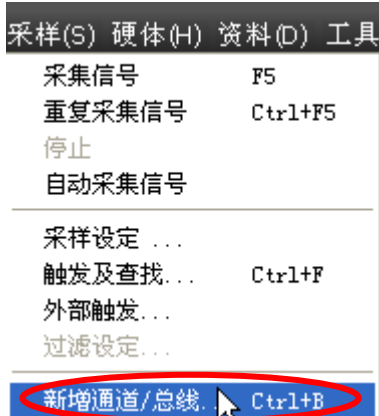 采样(S) 硬体(H) 资料(D) 工具
采集信号 F5
重复采集信号 Ctrl+F5
停止
自动采集信号
采样设定 ...
触发及查找... Ctrl+F
外部触发...
过滤设定...
新增通道/总线. Ctrl+B